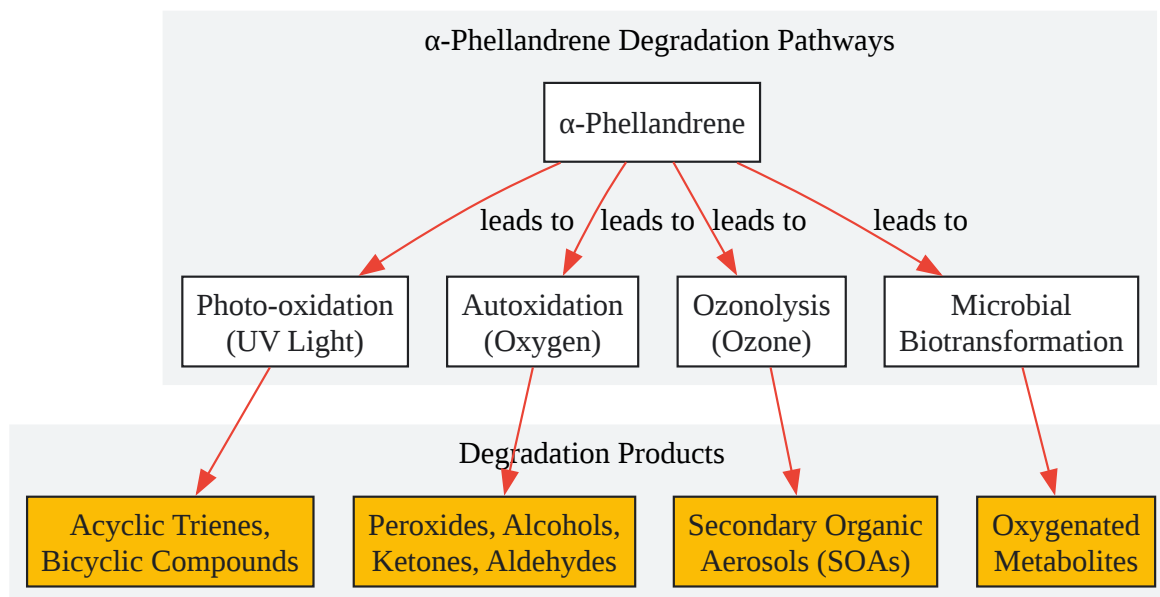 α-Phellandrene Degradation Pathways
α-Phellandrene
leads to
leads to
leads to
leads to
Photo-oxidation
(UV Light)
Autoxidation
(Oxygen)
Ozonolysis
(Ozone)
Microbial
Biotransformation
Degradation Products
Acyclic Trienes,
Bicyclic Compounds
Peroxides, Alcohols,
Ketones, Aldehydes
Secondary Organic
Aerosols (SOAs)
Oxygenated
Metabolites